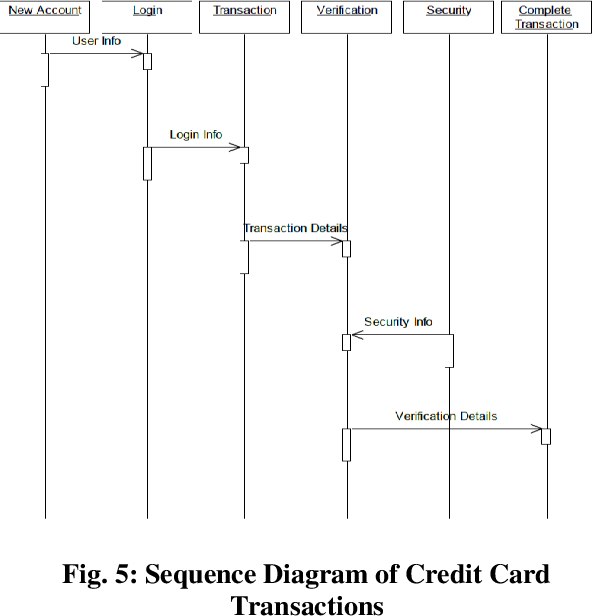 New Account Login Transaction Verification Security Complete
Transaction
User Info
Login Info
Transaction Details
Security Info
Verification Details
Fig. 5: Sequence Diagram of Credit Card
Transactions